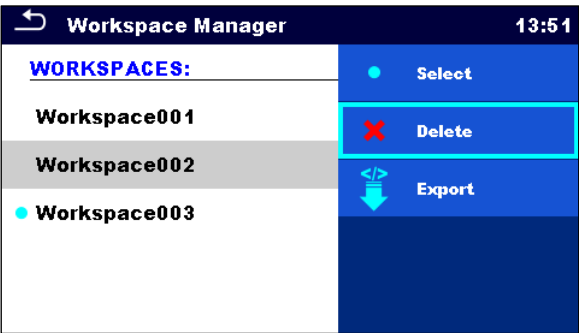 Workspace Manager 13:51
WORKSPACES:
Workspace001
Workspace002
Workspace003
Select
Delete
</>
Export